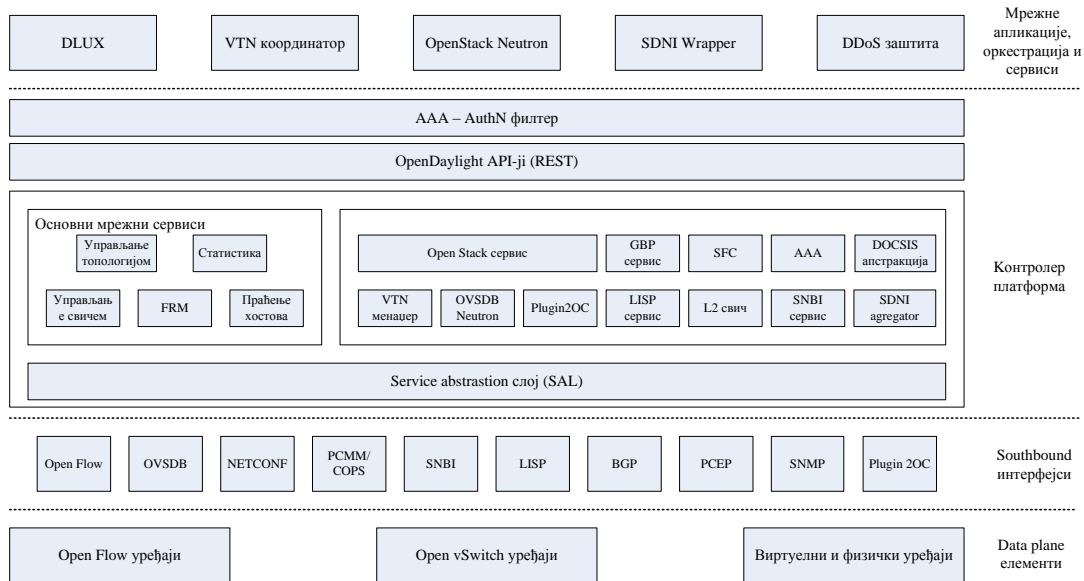 DLUX
VTN координатор
OpenStack Neutron
SDNI Wrapper
DDoS заштита
Мрежне
апликације,
оркестрација и
сервиси
AAA – AuthN филтер
OpenDaylight API-ји (REST)
Основни мрежни сервиси
Управљање
топологијом
Статистика
Управљањ
е свичем
FRM
Праћење
хостова
Open Stack сервис
GBP
сервис
SFC
AAA
DOCSIS
апстракција
VTN
менаџер
OVSDB
Neutron
Plugin2OC
LISP
сервис
L2 свич
SNBI
сервис
SDNI
agregator
Service abstrastion слој (SAL)
Контролер
платформа
Open Flow
OVSDB
NETCONF
PCMM/
COPS
SNBI
LISP
BGP
PCEP
SNMP
Plugin 2OC
Southbound
интерфејси
Open Flow уређаји
Open vSwitch уређаји
Виртуелни и физички уређаји
Data plane
елементи